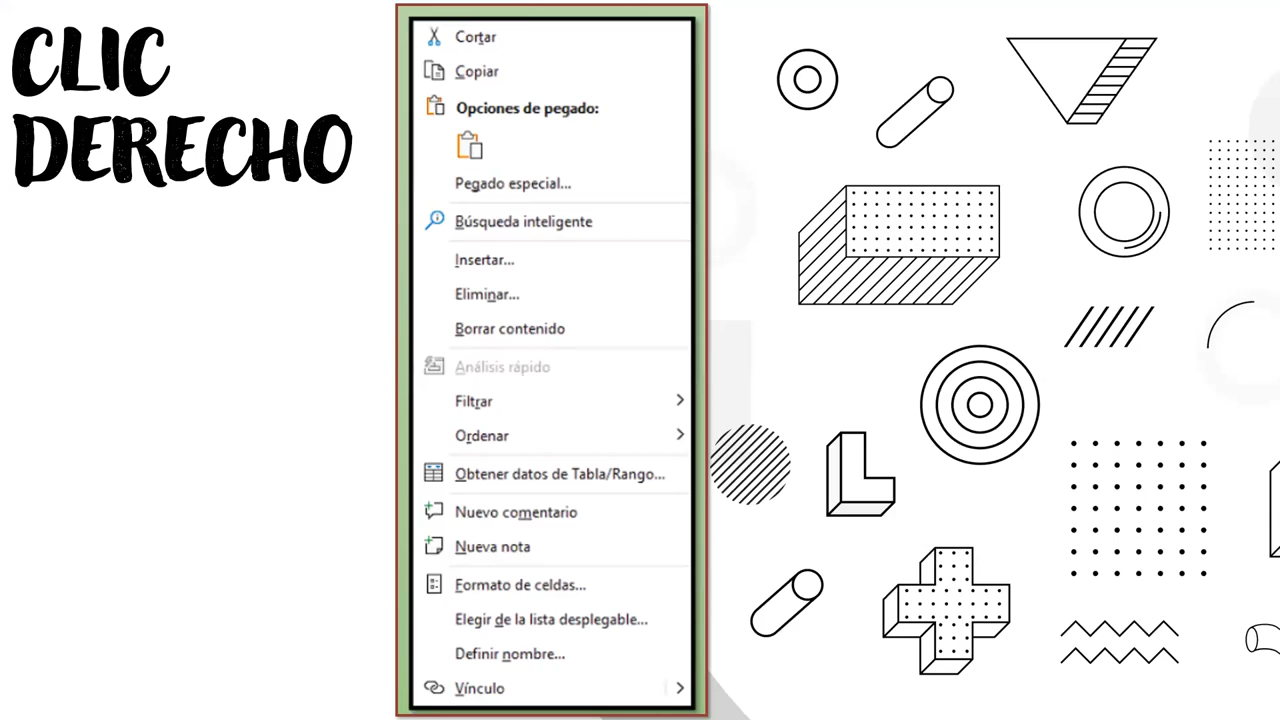 CLIC
DERECHO
Cortar
Copiar
Opciones de pegado:
Pegado especial...
Búsqueda inteligente
Insertar...
Eliminar...
Borrar contenido
Análisis rápido
Filtrar
Ordenar
Obtener datos de Tabla/Rango...
Nuevo comentario
Nueva nota
Formato de celdas...
Elegir de la lista desplegable...
Definir nombre...
Vínculo